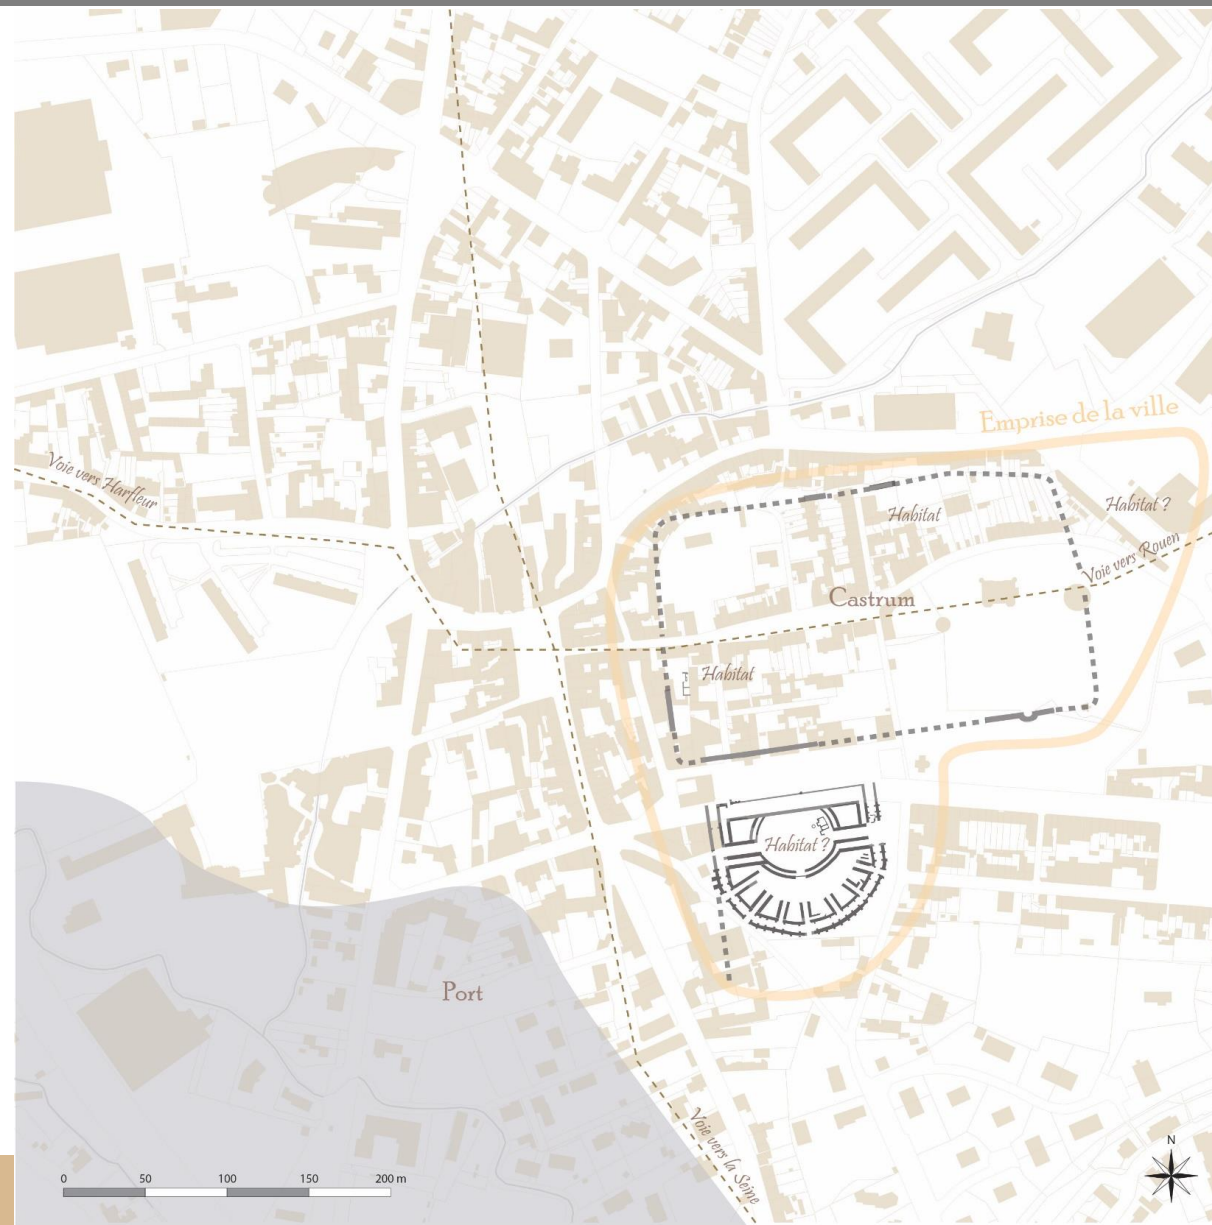 Emprise de la ville
Voie vers Harfleur
Habitat
Habitat ?
Voie vers Rouen
Castrum
Habitat
Habitat ?
Port
Voie vers la Seine
N
0 50 100 150 200 m